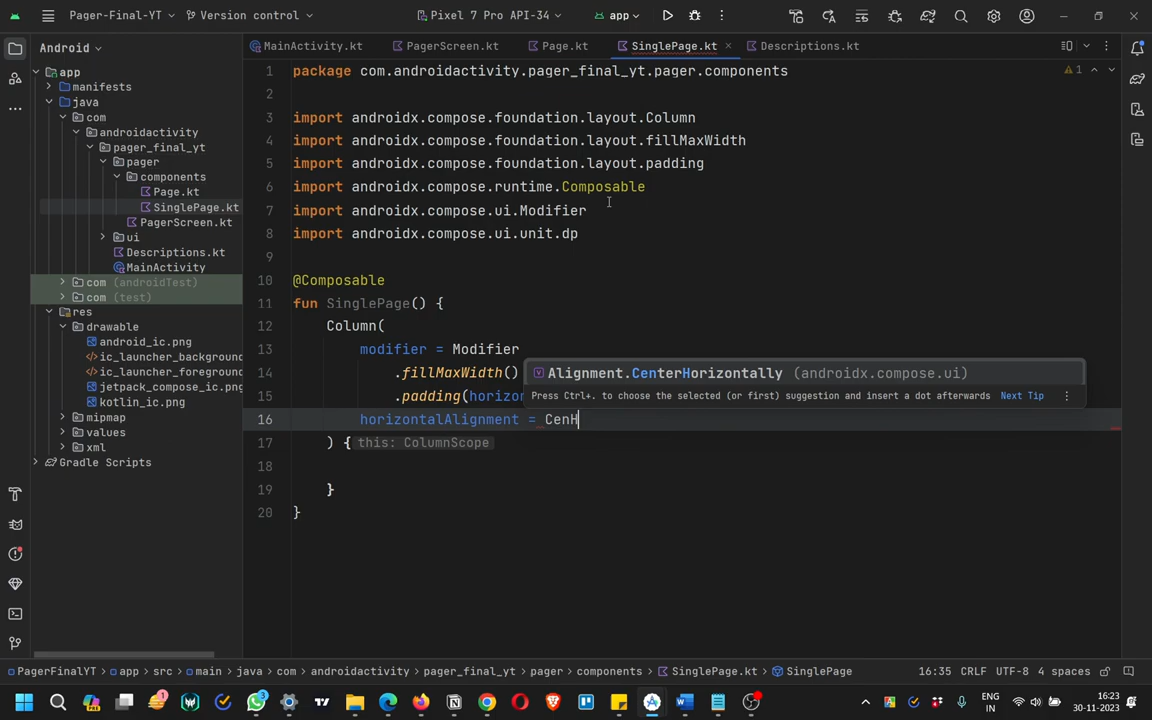 Pager-Final-YT
Version control
Pixel 7 Pro API-34
app
Android
MainActivity.kt
PagerScreen.kt
Page.kt
SinglePage.kt
Descriptions.kt
app
manifests
java
com
androidactivity
pager_final_yt
pager
components
Page.kt
SinglePage.kt
PagerScreen.kt
ui
Descriptions.kt
MainActivity
com (androidTest)
com (test)
res
drawable
android_ic.png
ic_launcher_background
ic_launcher_foreground
jetpack_compose_ic.png
kotlin_ic.png
mipmap
values
xml
Gradle Scripts
1 package com.androidactivity.pager_final_yt.pager.components
1
2
3 import androidx.compose.foundation.layout.Column
4 import androidx.compose.foundation.layout.fillMaxWidth
5 import androidx.compose.foundation.layout.padding
6 import androidx.compose.runtime.Composable
7 import androidx.compose.ui.Modifier
8 import androidx.compose.ui.unit.dp
9
10 @Composable
11 fun SinglePage() {
12 Column(
13 modifier = Modifier
14 .fillMaxWidth()
Alignment.CenterHorizontally (androidx.compose.ui)
15 .padding(horizon
Press Ctrl+. to choose the selected (or first) suggestion and insert a dot afterwards Next Tip
16 horizontalAlignment = CenH
17 ) { this: ColumnScope
18
19 }
20 }
PagerFinalYT > app > src > main > java > com > androidactivity > pager_final_yt > pager > components > SinglePage.kt > SinglePage
16:35 CRLF UTF-8 4 spaces
1
3
ENG
IN
16:23
30-11-2023